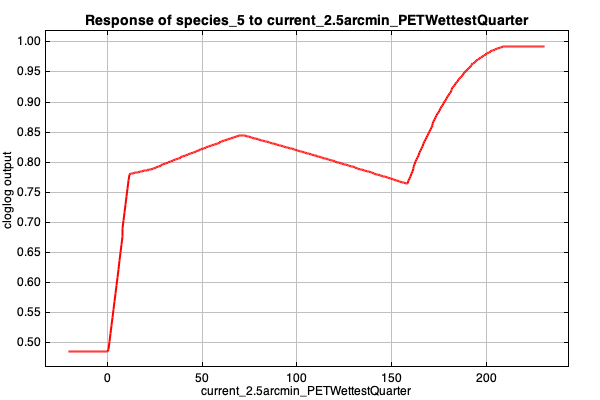 Response of species_5 to current_2.5arcmin_PETWettestQuarter
1.00
0.95
0.90
0.85
0.80
0.75
0.70
0.65
0.60
0.55
0.50
cloglog output
0 50 100 150 200
current_2.5arcmin_PETWettestQuarter